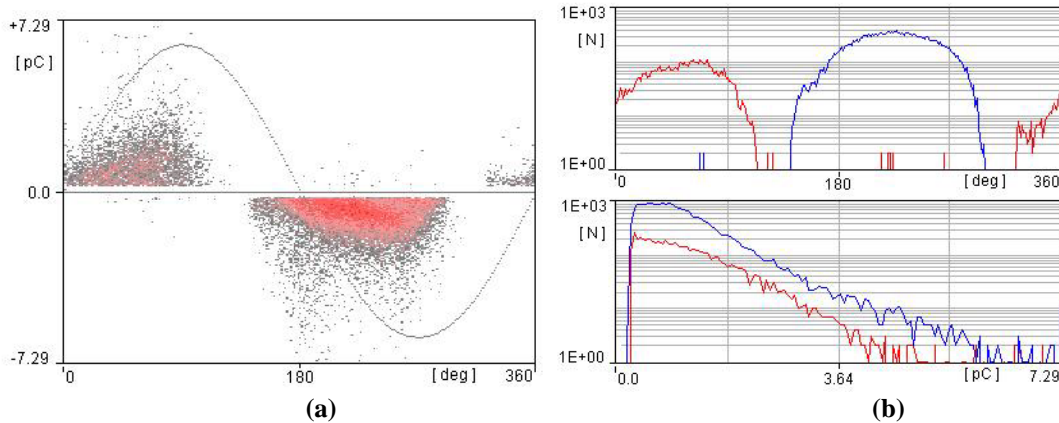 +7.29
[pC]
0.0
-7.29
0
180
[deg]
360
(a)
1E+03
[N]
1E+00
0
180
[deg]
360
1E+03
[N]
1E+00
0.0
3.64
[pC]
7.29
(b)